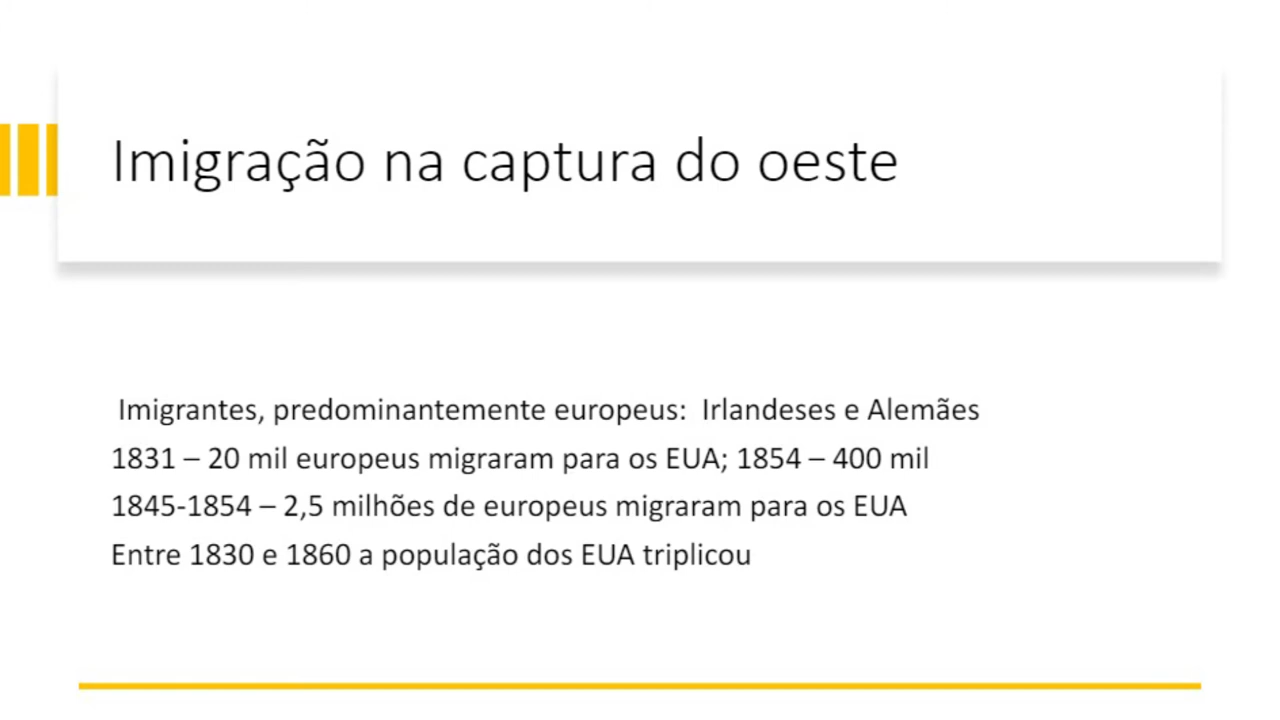 Imigração na captura do oeste
Imigrantes, predominantemente europeus:  Irlandeses e Alemães
1831 – 20 mil europeus migraram para os EUA; 1854 – 400 mil
1845-1854 – 2,5 milhões de europeus migraram para os EUA
Entre 1830 e 1860 a população dos EUA triplicou